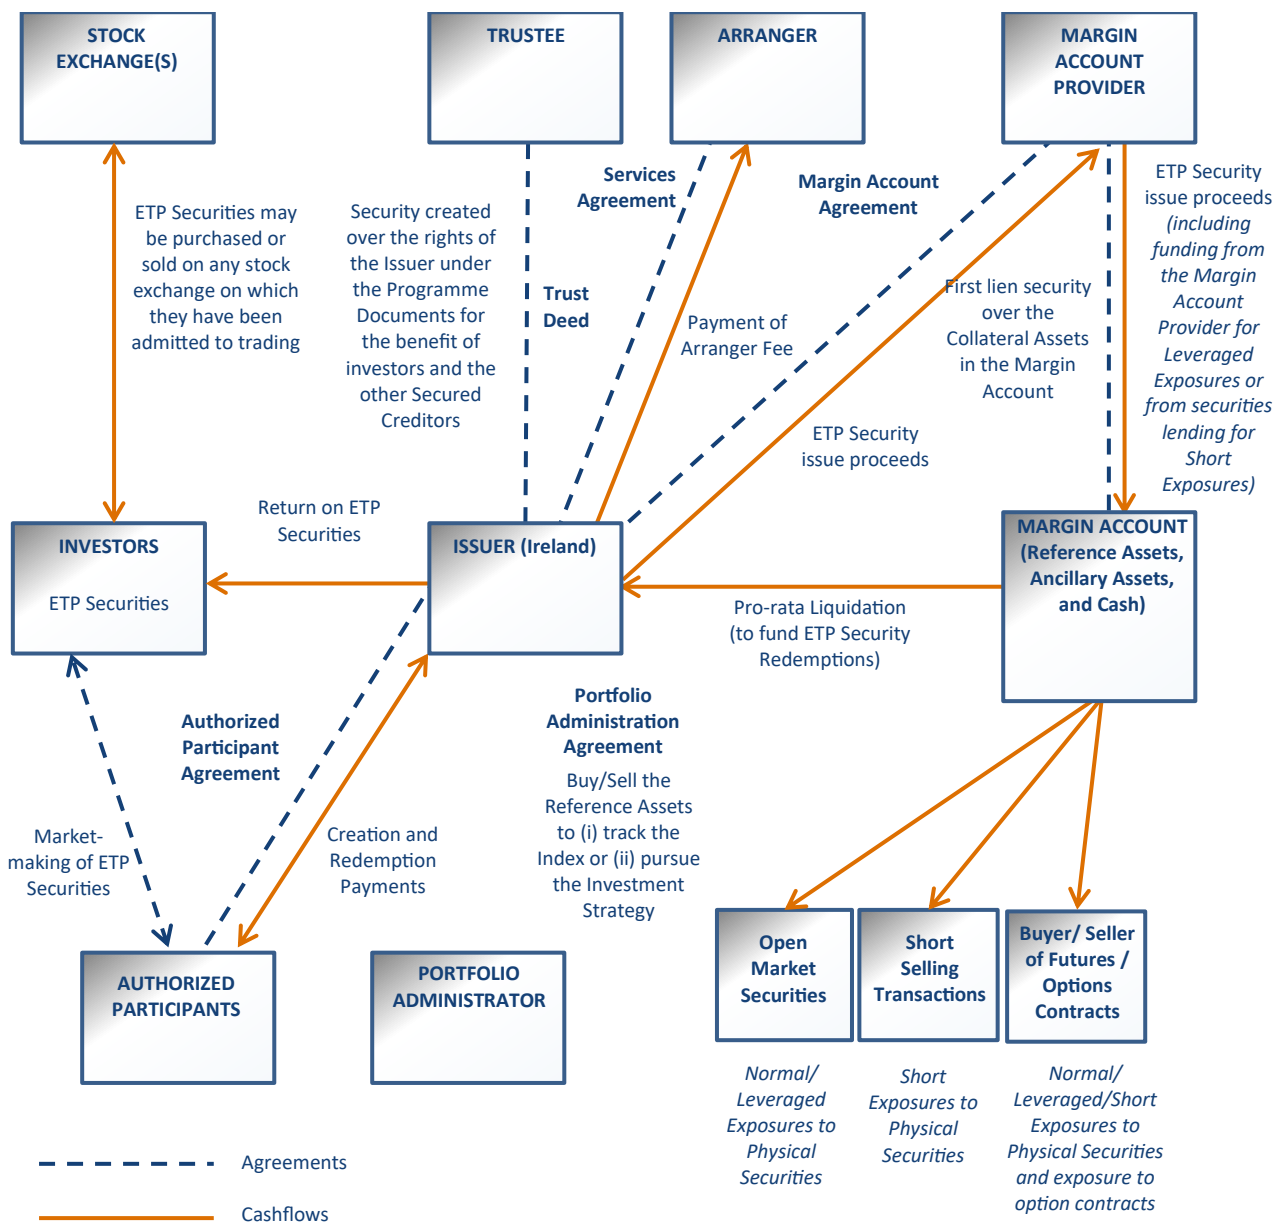 STOCK
EXCHANGE(S)
TRUSTEE
ARRANGER
MARGIN
ACCOUNT
PROVIDER
ETP Securities may
be purchased or
sold on any stock
exchange on which
they have been
admitted to trading
Security created
over the rights of
the Issuer under
the Programme
Documents for
the benefit of
investors and the
other Secured
Creditors
Trust
Deed
Services
Agreement
Payment of
Arranger Fee
Margin Account
Agreement
First lien security
over the
Collateral Assets
in the Margin
Account
ETP Security
issue proceeds
ETP Security
issue proceeds
(including
funding from
the Margin
Account
Provider for
Leveraged
Exposures or
from securities
lending for
Short
Exposures)
INVESTORS
ETP Securities
Return on ETP
Securities
ISSUER (Ireland)
Pro-rata Liquidation
(to fund ETP Security
Redemptions)
MARGIN ACCOUNT
(Reference Assets,
Ancillary Assets,
and Cash)
Market-
making of ETP
Securities
Authorized
Participant
Agreement
Creation and
Redemption
Payments
Portfolio
Administration
Agreement
Buy/Sell the
Reference Assets
to (i) track the
Index or (ii) pursue
the Investment
Strategy
AUTHORIZED
PARTICIPANTS
PORTFOLIO
ADMINISTRATOR
Open
Market
Securities
Short
Selling
Transactions
Buyer/ Seller
of Futures /
Options
Contracts
Normal/
Leveraged
Exposures to
Physical
Securities
Short
Exposures to
Physical
Securities
Normal/
Leveraged/Short
Exposures to
Physical Securities
and exposure to
option contracts
Agreements
Cashflows